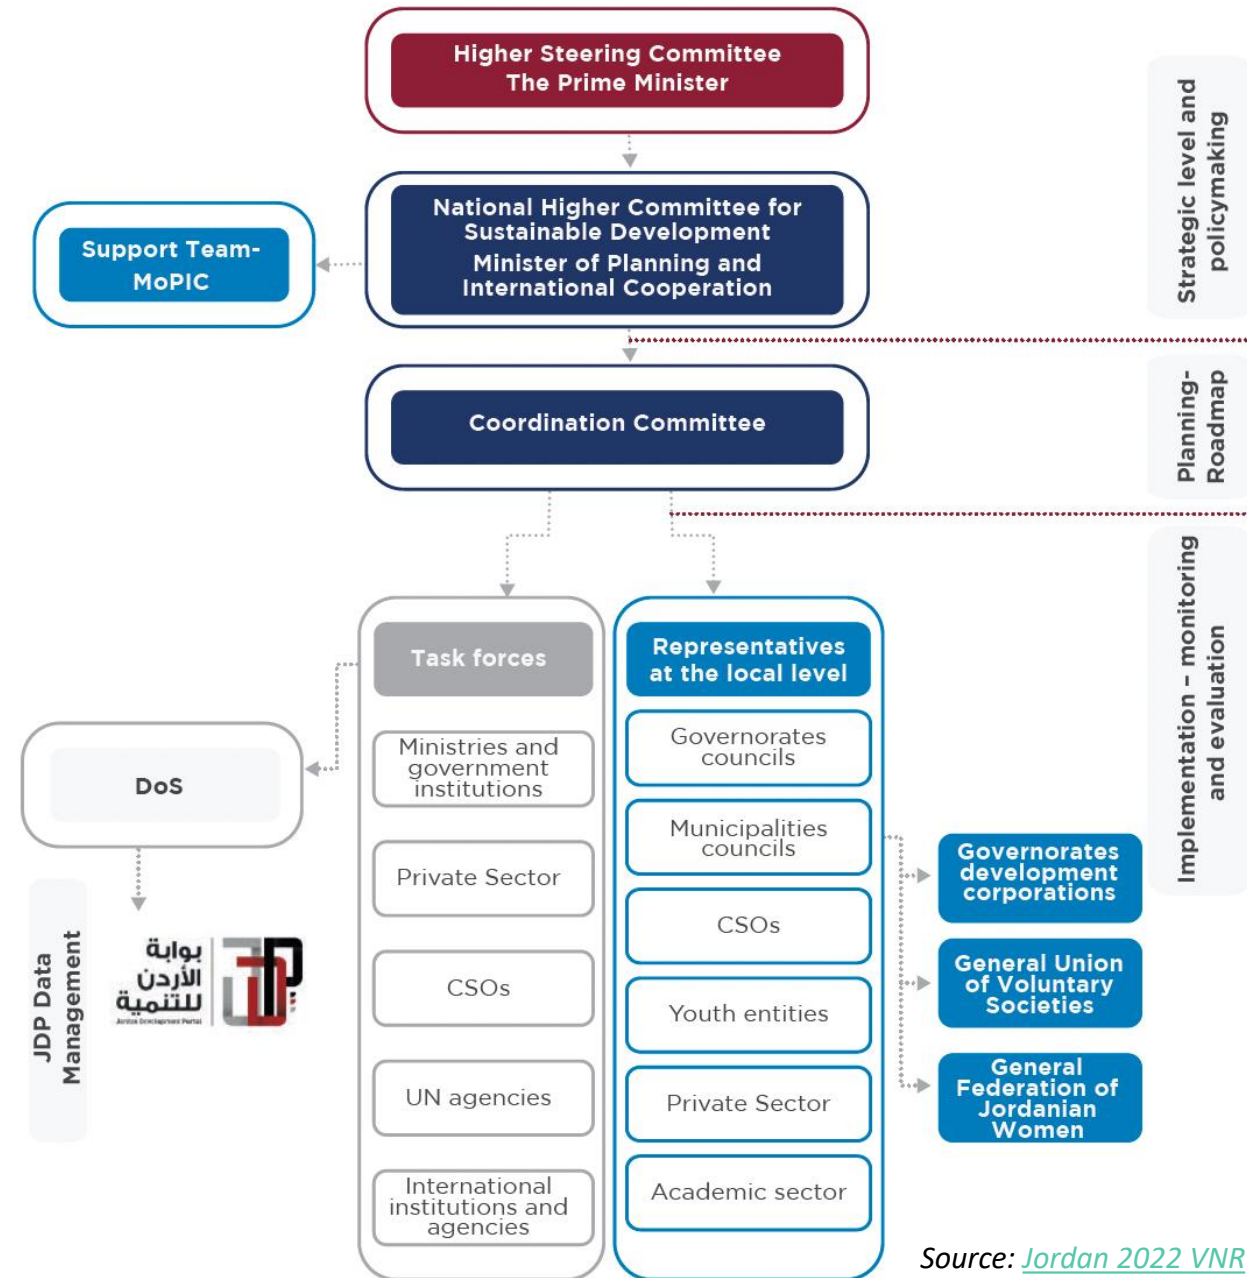 Higher Steering Committee
The Prime Minister
Strategic level and
policymaking
National Higher Committee for
Sustainable Development
Minister of Planning and
International Cooperation
Support Team-
MoPIC
Planning-
Roadmap
Coordination Committee
Implementation – monitoring
and evaluation
Task forces
Ministries and
government
institutions
Private Sector
CSOs
UN agencies
International
institutions and
agencies
Representatives
at the local level
Governorates
councils
Municipalities
councils
CSOs
Youth entities
Private Sector
Academic sector
DoS
JDP Data
Management
بوابة
الأردن
للتنمية
Jordan Development Portal
JDP
Governorates
development
corporations
General Union
of Voluntary
Societies
General
Federation of
Jordanian
Women
Source: Jordan 2022 VNR